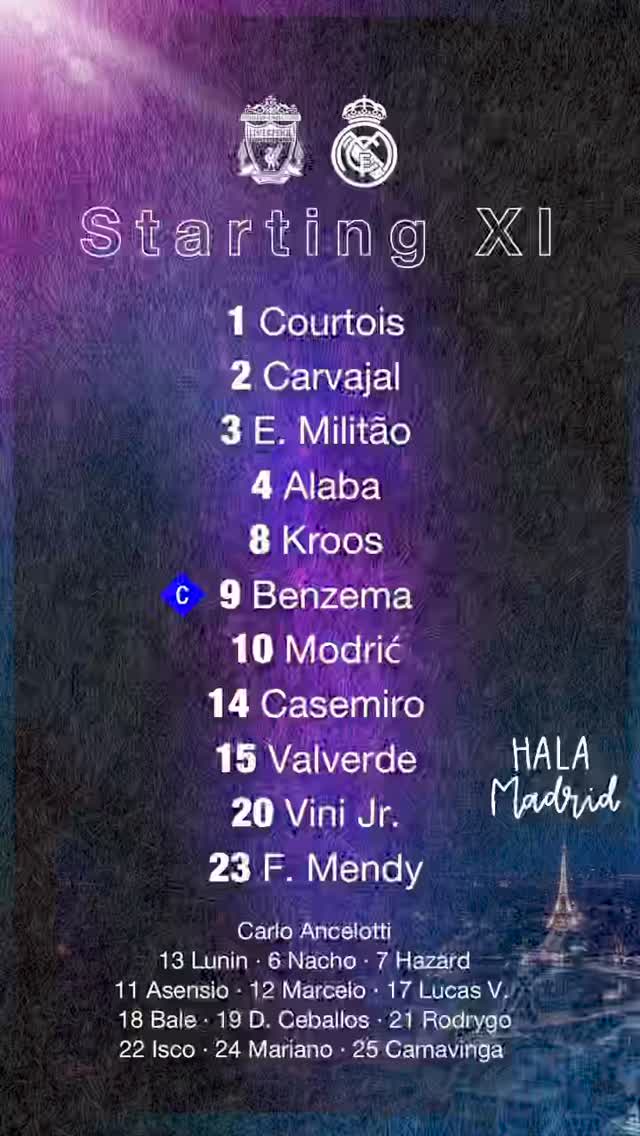 Starting XI
1 Courtois
2 Carvajal
3 E. Militão
4 Alaba
8 Kroos
C 9 Benzema
10 Modrić
14 Casemiro
15 Valverde
20 Vini Jr.
23 F. Mendy
HALA
Madrid
Carlo Ancelotti
13 Lunin · 6 Nacho · 7 Hazard
11 Asensio · 12 Marcelo · 17 Lucas V.
18 Bale · 19 D. Ceballos · 21 Rodrygo
22 Isco · 24 Mariano · 25 Camavinga